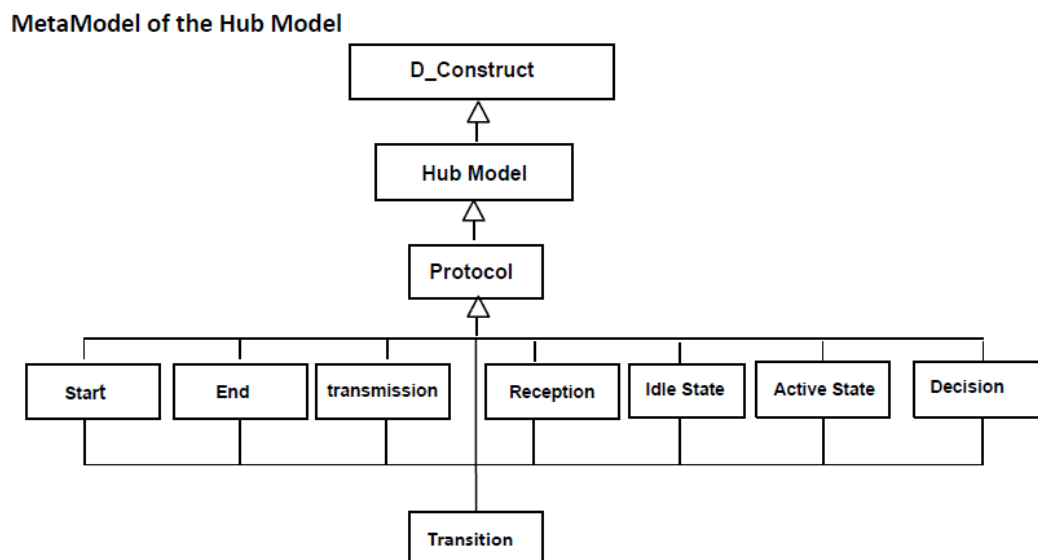 MetaModel of the Hub Model
D_Construct
Hub Model
Protocol
Start
End
transmission
Reception
Idle State
Active State
Decision
Transition